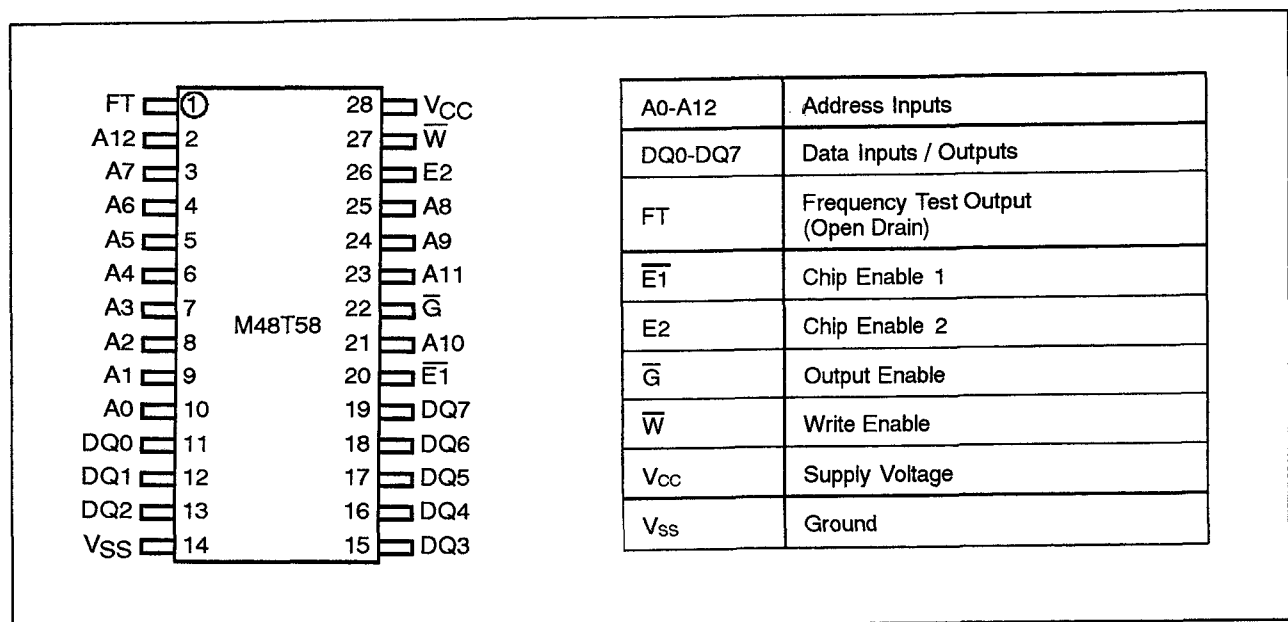 FT 1 28 VCC
A12 2 27 W̅
A7 3 26 E2
A6 4 25 A8
A5 5 24 A9
A4 6 23 A11
A3 7 22 G̅
M48T58
A2 8 21 A10
A1 9 20 E̅1̅
A0 10 19 DQ7
DQ0 11 18 DQ6
DQ1 12 17 DQ5
DQ2 13 16 DQ4
VSS 14 15 DQ3
A0-A12 Address Inputs
DQ0-DQ7 Data Inputs / Outputs
FT Frequency Test Output
(Open Drain)
E̅1̅ Chip Enable 1
E2 Chip Enable 2
G̅ Output Enable
W̅ Write Enable
VCC Supply Voltage
VSS Ground